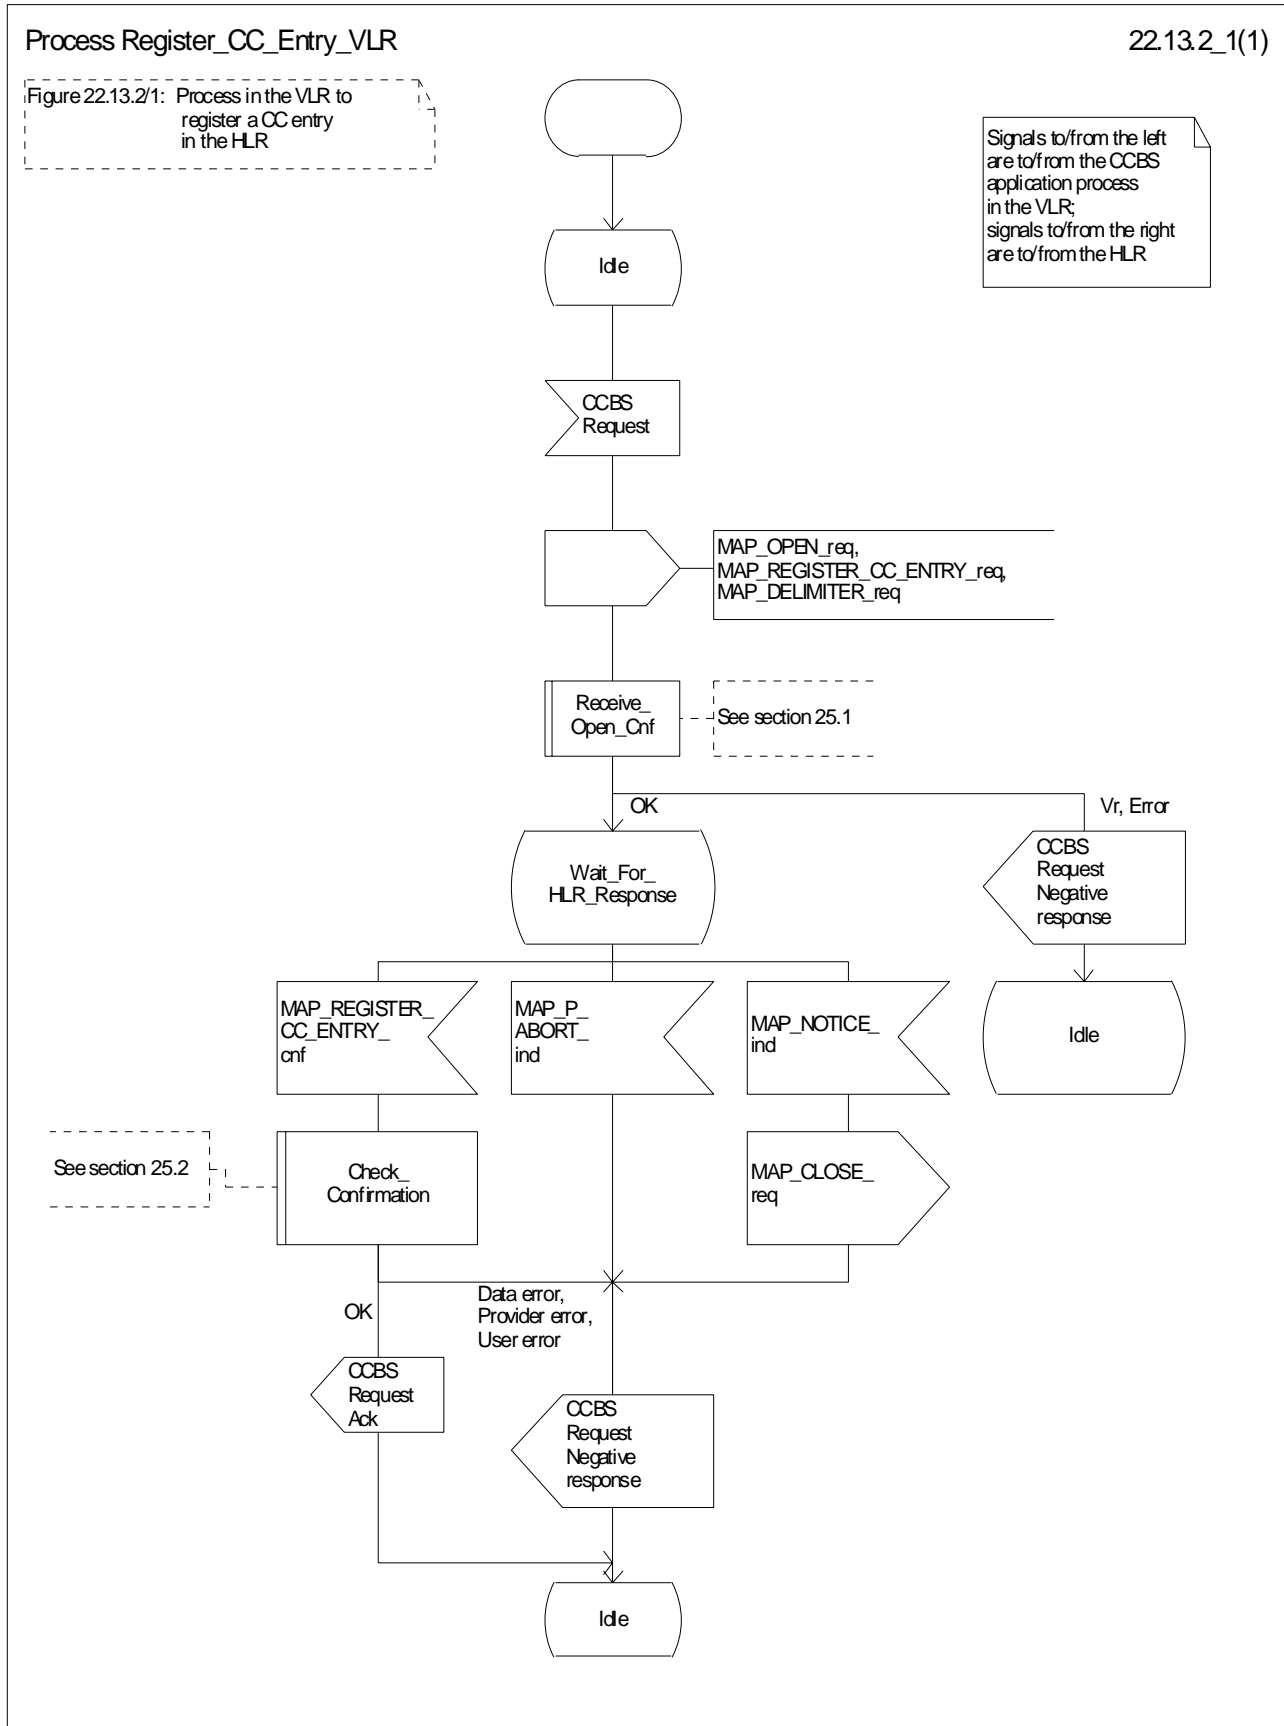 Process Register_CC_Entry_VLR
22.13.2_1(1)
Figure 22.13.2/1: Process in the VLR to
register a CC entry
in the HLR
Signals to/from the left
are to/from the CCBS
application process
in the VLR;
signals to/from the right
are to/from the HLR
Idle
CCBS
Request
MAP_OPEN_req,
MAP_REGISTER_CC_ENTRY_req,
MAP_DELIMITER_req
Receive_
Open_Cnf
See section 25.1
OK
Vr, Error
Wait_For_
HLR_Response
CCBS
Request
Negative
response
MAP_REGISTER_
CC_ENTRY_
cnf
MAP_P_
ABORT_
ind
MAP_NOTICE_
ind
Idle
See section 25.2
Check_
Confirmation
MAP_CLOSE_
req
OK
Data error,
Provider error,
User error
CCBS
Request
Ack
CCBS
Request
Negative
response
Idle